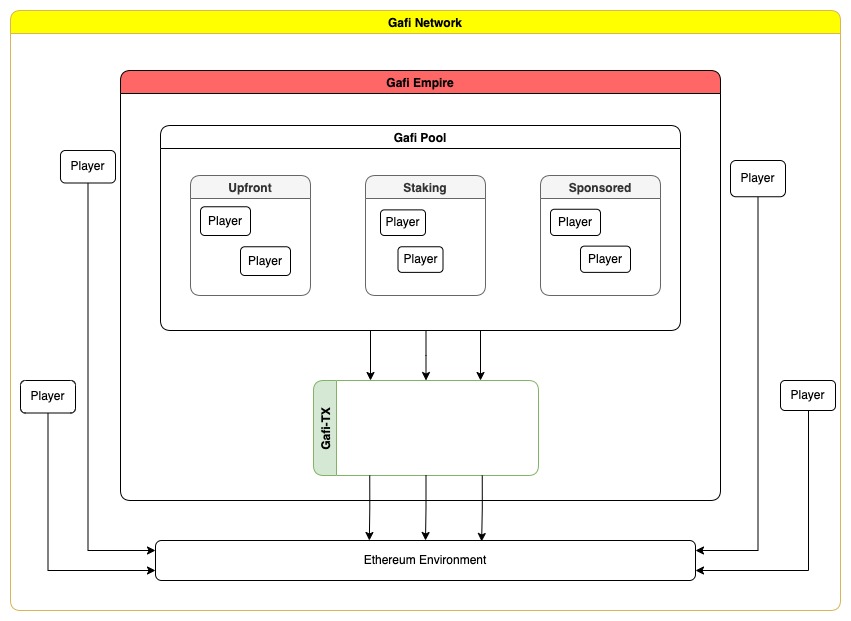 Gafi Network
Gafi Empire
Gafi Pool
Player
Player
Upfront
Staking
Sponsored
Player
Player
Player
Player
Player
Player
Player
Player
Gafi-TX
Ethereum Environment